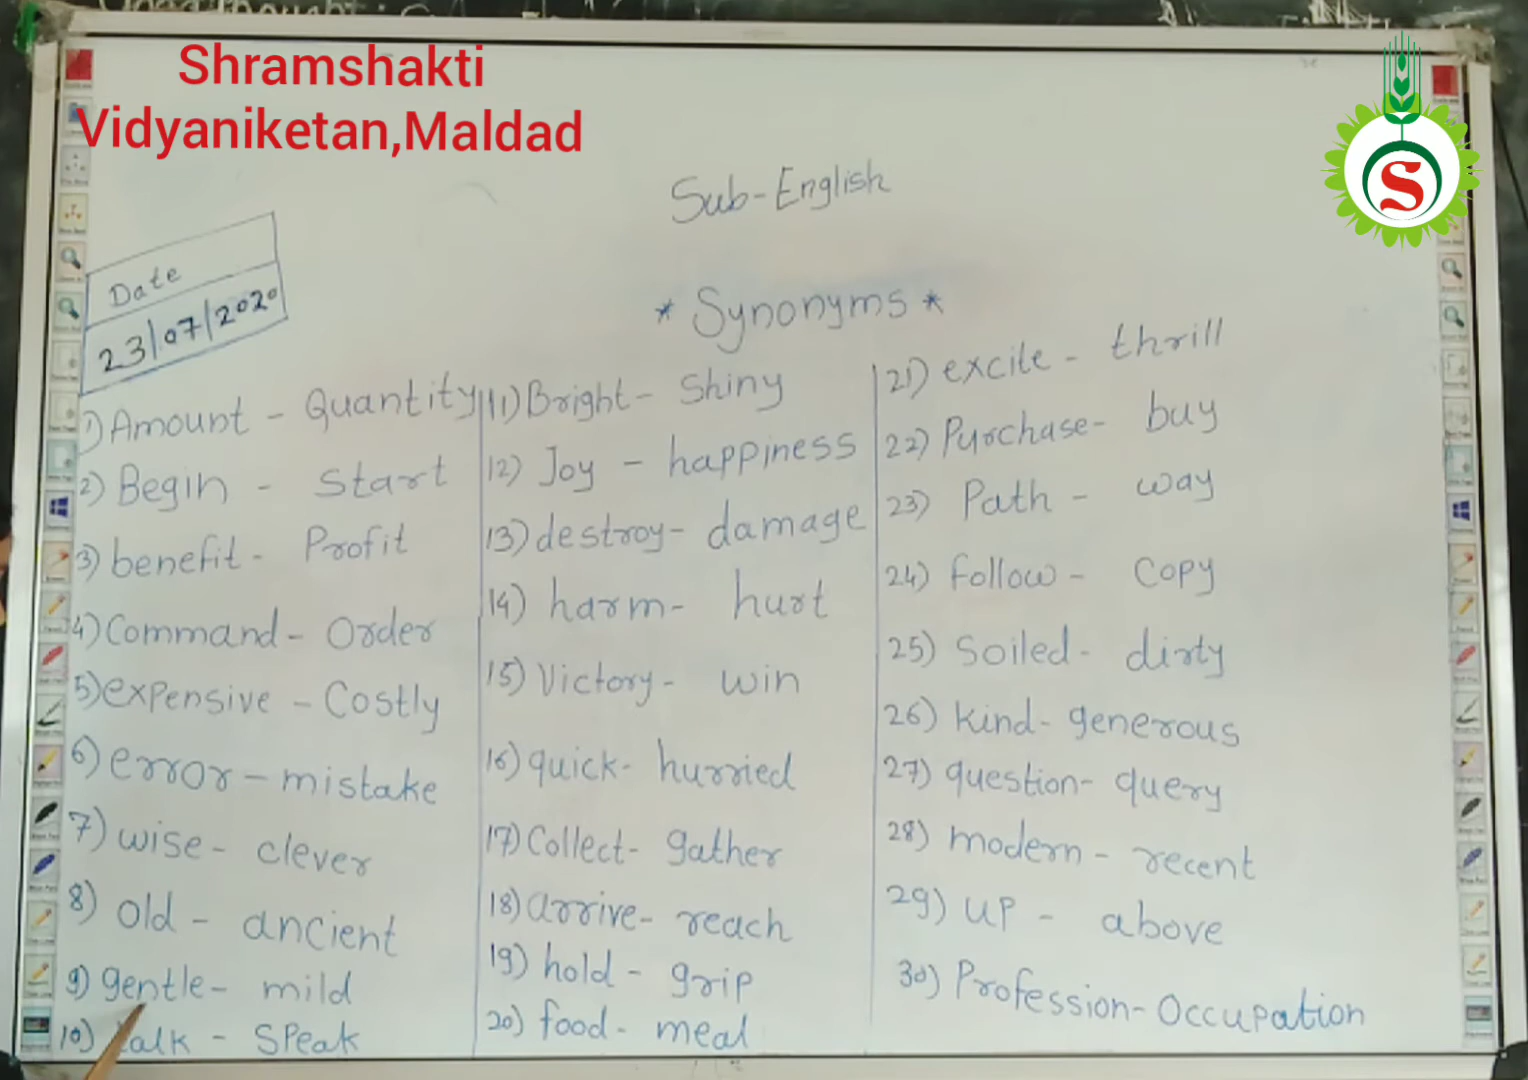 Shramshakti
Vidyaniketan,Maldad
S
Sub-English
Date
23/07/2020
* Synonyms *
1) Amount - Quantity
2) Begin - Start
3) benefit - Profit
4) Command - Order
5) expensive - Costly
6) error - mistake
7) wise - clever
8) old - ancient
9) gentle - mild
10) talk - Speak
11) Bright - Shiny
12) Joy - happiness
13) destroy - damage
14) harm - hurt
15) Victory - win
16) quick - hurried
17) Collect - gather
18) arrive - reach
19) hold - grip
20) food - meal
21) excite - thrill
22) Purchase - buy
23) Path - way
24) follow - Copy
25) Soiled - dirty
26) kind - generous
27) question - query
28) modern - recent
29) UP - above
30) Profession - Occupation